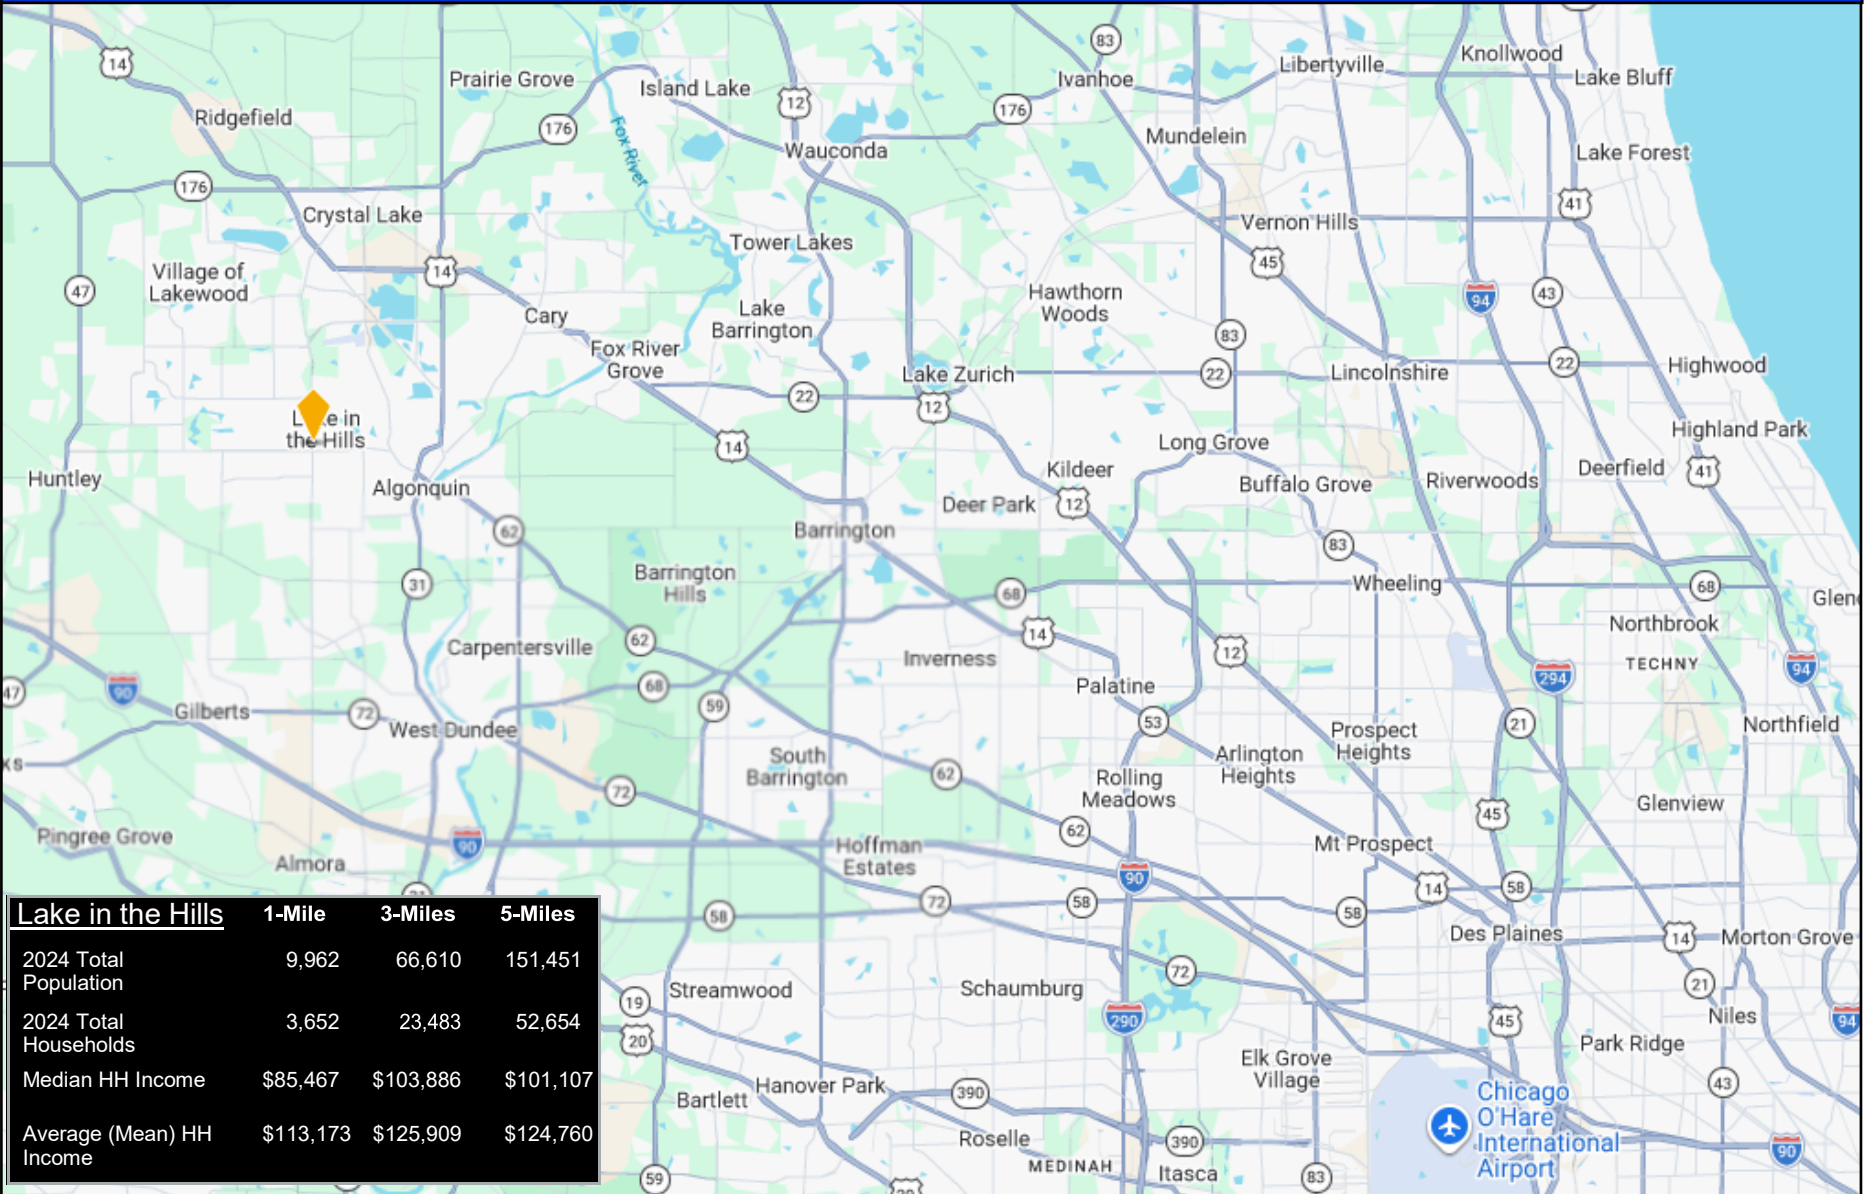 83
Knollwood
14
Prairie Grove
Island Lake
Ivanhoe
Libertyville
Lake Bluff
12
176
Ridgefield
176
Fox River
Wauconda
Mundelein
Lake Forest
176
Crystal Lake
41
Tower Lakes
Vernon Hills
45
Village of
Lakewood
14
47
94
43
Hawthorn
Woods
Cary
Lake
Barrington
83
Fox River
Grove
Lake Zurich
22
Lincolnshire
22
Highwood
22
12
Lake in
the Hills
14
Long Grove
Highland Park
Huntley
Algonquin
Kildeer
Buffalo Grove
Riverwoods
Deerfield
41
Deer Park
12
62
Barrington
83
31
Barrington
Hills
68
Wheeling
68
Northbrook
14
62
Carpentersville
Inverness
12
TECHNY
94
294
90
47
68
Palatine
59
Gilberts
72
West Dundee
53
21
Northfield
Prospect
Heights
South
Barrington
Arlington
Heights
62
Rolling
Meadows
72
Glenview
45
Pingree Grove
62
90
Hoffman
Estates
Mt Prospect
Almora
90
14
58
72
58
58
58
Des Plaines
14
Morton Grove
72
21
Streamwood
Schaumburg
19
290
45
Niles
94
20
Park Ridge
Elk Grove
Village
43
Hanover Park
390
Bartlett
Chicago
O'Hare
International
Airport
Roselle
390
90
MEDINAH
Itasca
83
59
Lake in the Hills 1-Mile 3-Miles 5-Miles
2024 Total
Population 9,962 66,610 151,451
2024 Total
Households 3,652 23,483 52,654
Median HH Income $85,467 $103,886 $101,107
Average (Mean) HH
Income $113,173 $125,909 $124,760